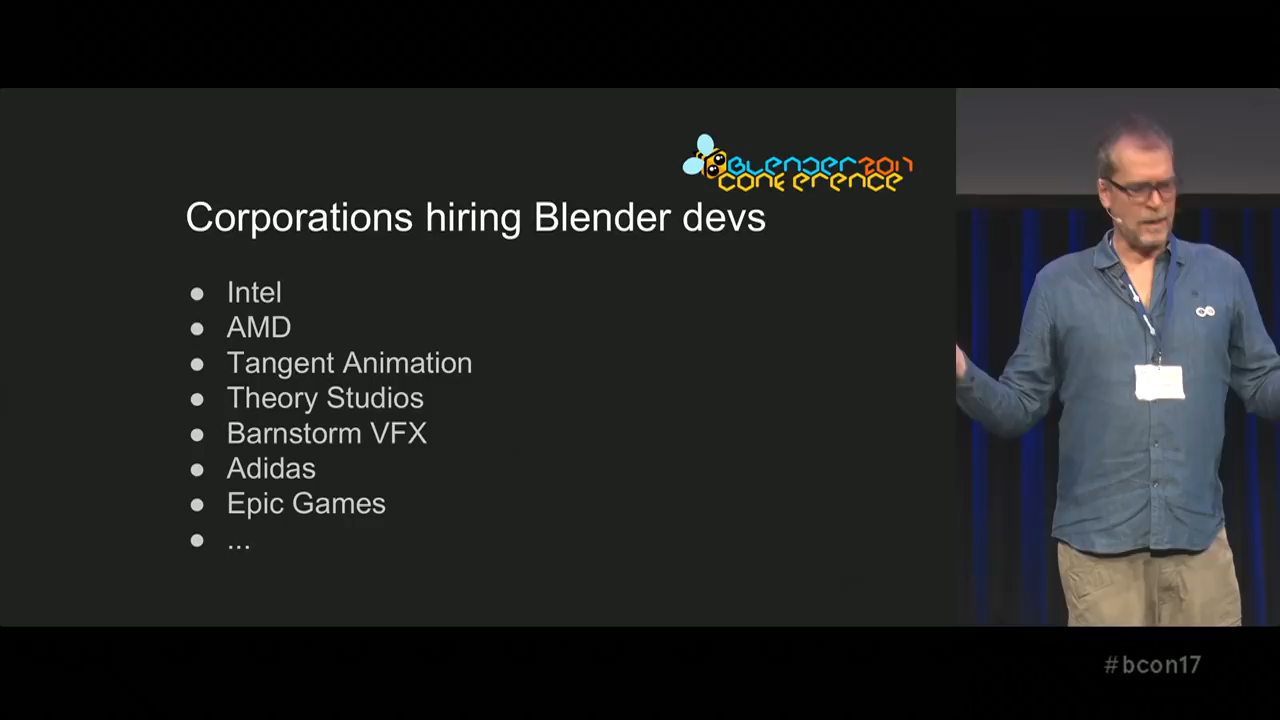 BLENDER 2017
CONFERENCE
Corporations hiring Blender devs
● Intel
● AMD
● Tangent Animation
● Theory Studios
● Barnstorm VFX
● Adidas
● Epic Games
● ...
#bcon17